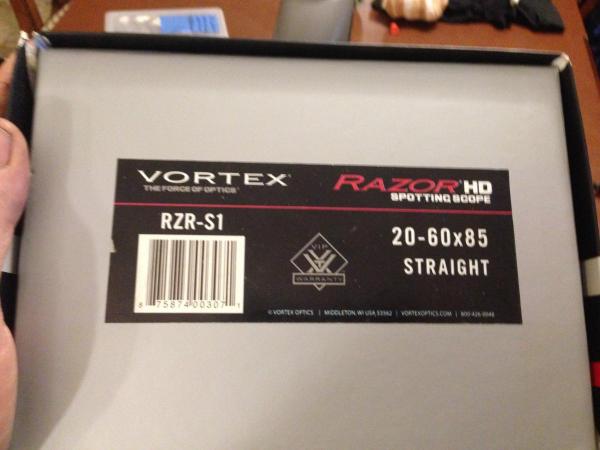 VORTEX
THE FORCE OF OPTICS
RAZOR HD
SPOTTING SCOPE
RZR-S1
8 75874 00307 1
VIP
WARRANTY
20-60x85
STRAIGHT
© VORTEX OPTICS | MIDDLETON, WI USA 53562 | VORTEXOPTICS.COM | 800-426-0048